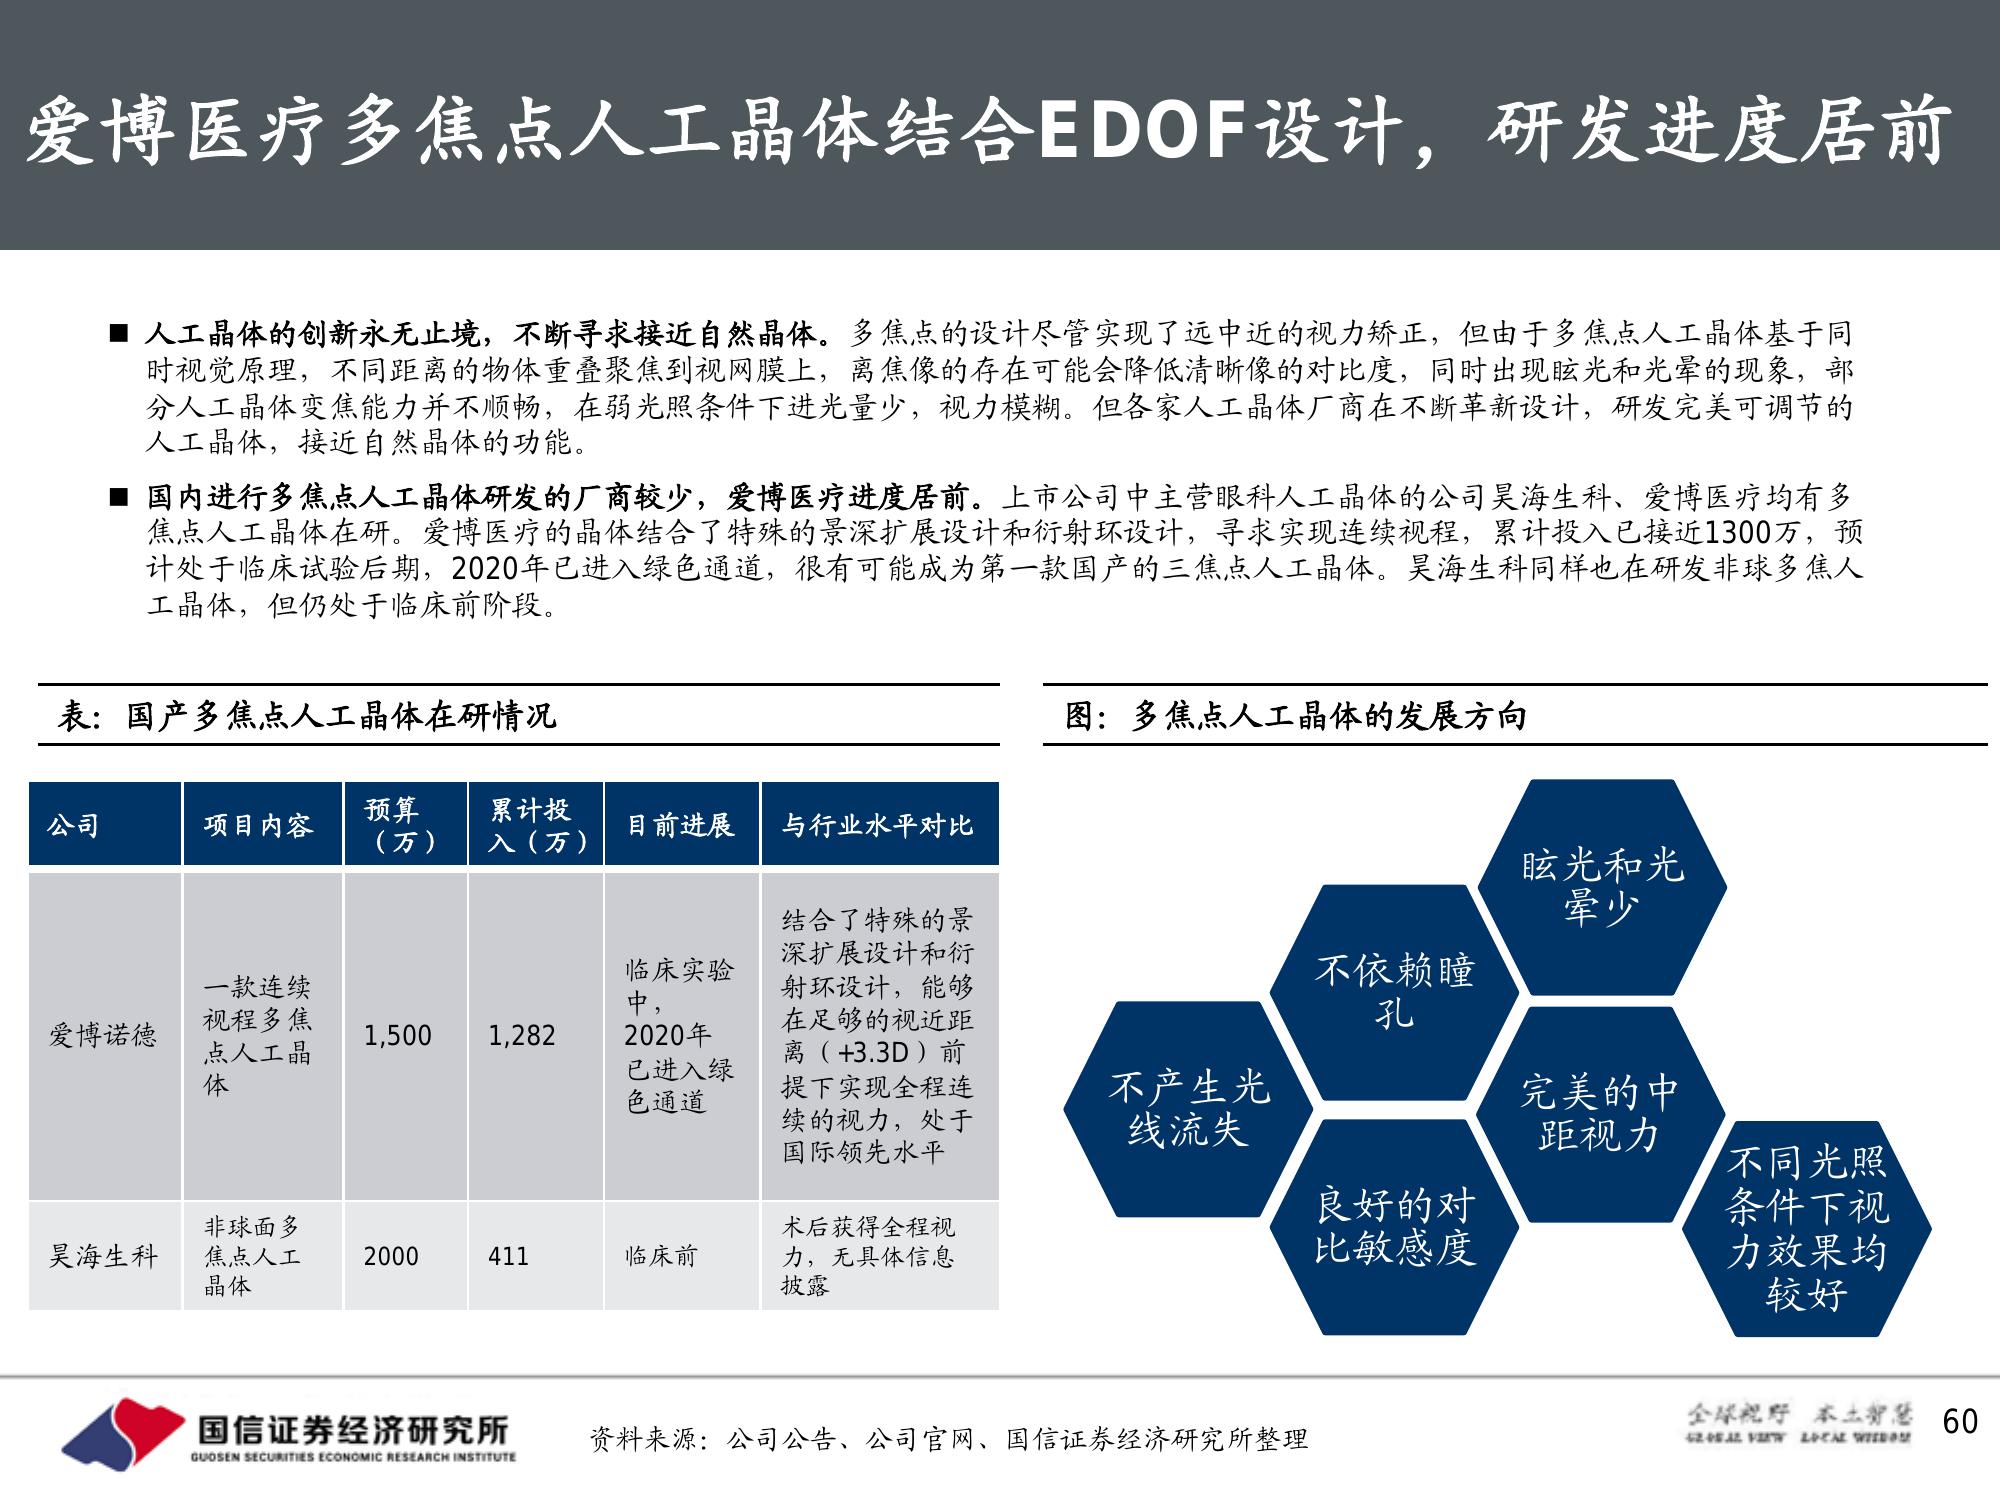 爱博医疗多焦点人工晶体结合EDOF设计，研发进度居前
■ 人工晶体的创新永无止境，不断寻求接近自然晶体。多焦点的设计尽管实现了远中近的视力矫正，但由于多焦点人工晶体基于同
时视觉原理，不同距离的物体重叠聚焦到视网膜上，离焦像的存在可能会降低清晰像的对比度，同时出现眩光和光晕的现象，部
分人工晶体变焦能力并不顺畅，在弱光照条件下进光量少，视力模糊。但各家人工晶体厂商在不断革新设计，研发完美可调节的
人工晶体，接近自然晶体的功能。
■ 国内进行多焦点人工晶体研发的厂商较少，爱博医疗进度居前。上市公司中主营眼科人工晶体的公司昊海生科、爱博医疗均有多
焦点人工晶体在研。爱博医疗的晶体结合了特殊的景深扩展设计和衍射环设计，寻求实现连续视程，累计投入已接近1300万，预
计处于临床试验后期，2020年已进入绿色通道，很有可能成为第一款国产的三焦点人工晶体。昊海生科同样也在研发非球多焦人
工晶体，但仍处于临床前阶段。
表：国产多焦点人工晶体在研情况
公司
项目内容
预算
（万）
累计投
入（万）
目前进展
与行业水平对比
爱博诺德
一款连续
视程多焦
点人工晶
体
1,500
1,282
临床实验
中，
2020年
已进入绿
色通道
结合了特殊的景
深扩展设计和衍
射环设计，能够
在足够的视近距
离（+3.3D）前
提下实现全程连
续的视力，处于
国际领先水平
昊海生科
非球面多
焦点人工
晶体
2000
411
临床前
术后获得全程视
力，无具体信息
披露
图：多焦点人工晶体的发展方向
眩光和光
晕少
不依赖瞳
孔
不产生光
线流失
完美的中
距视力
良好的对
比敏感度
不同光照
条件下视
力效果均
较好
国信证券经济研究所
GUOSEN SECURITIES ECONOMIC RESEARCH INSTITUTE
资料来源：公司公告、公司官网、国信证券经济研究所整理
全球视野 本土智慧
GLOBAL VIEW LOCAL WISDOM
60